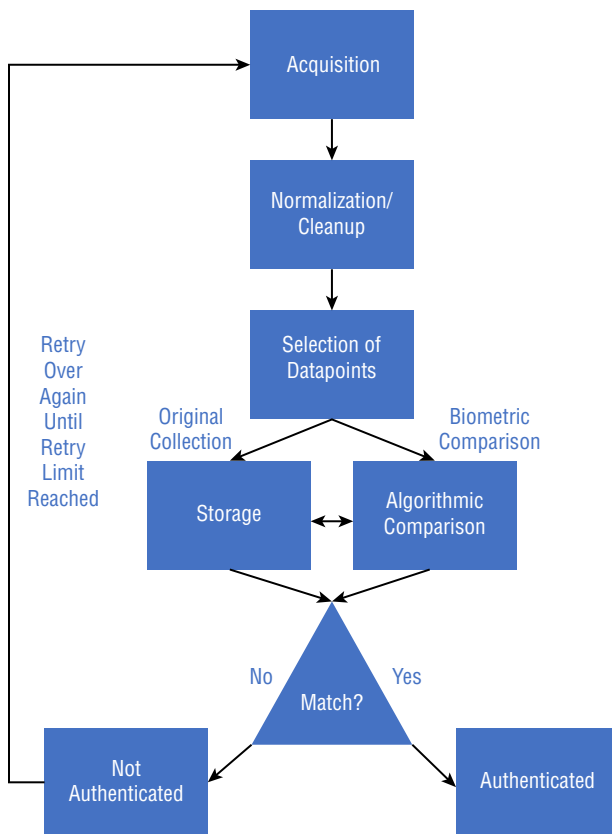 Acquisition
Normalization/
Cleanup
Selection of
Datapoints
Retry
Over
Again
Until
Retry
Limit
Reached
Original
Collection
Biometric
Comparison
Storage
Algorithmic
Comparison
No
Yes
Match?
Not
Authenticated
Authenticated